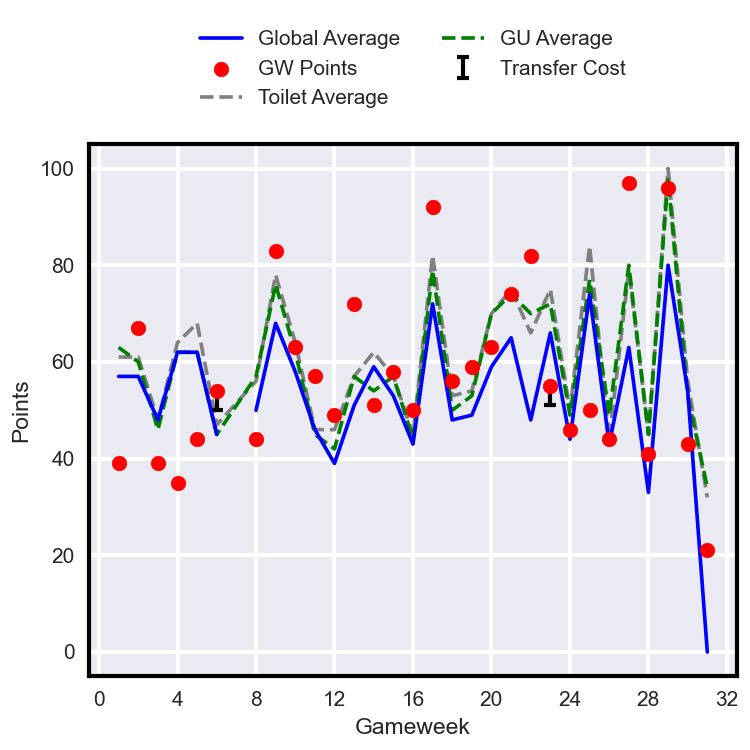 Global Average
GW Points
Toilet Average
GU Average
Transfer Cost
100
80
60
40
20
0
Points
0 4 8 12 16 20 24 28 32
Gameweek